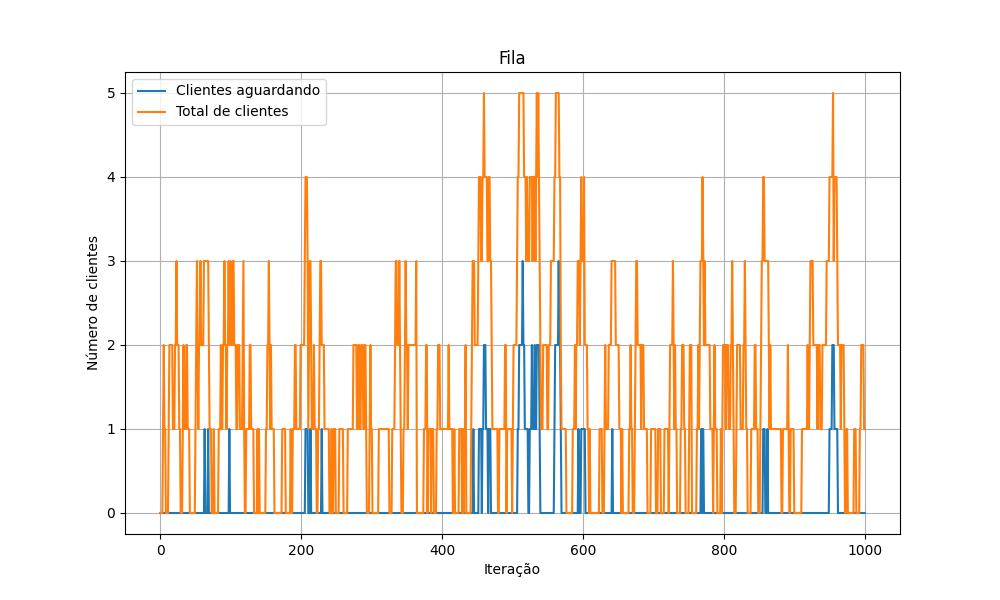 Fila
Clientes aguardando
Total de clientes
Número de clientes
5
4
3
2
1
0
0 200 400 600 800 1000
Iteração